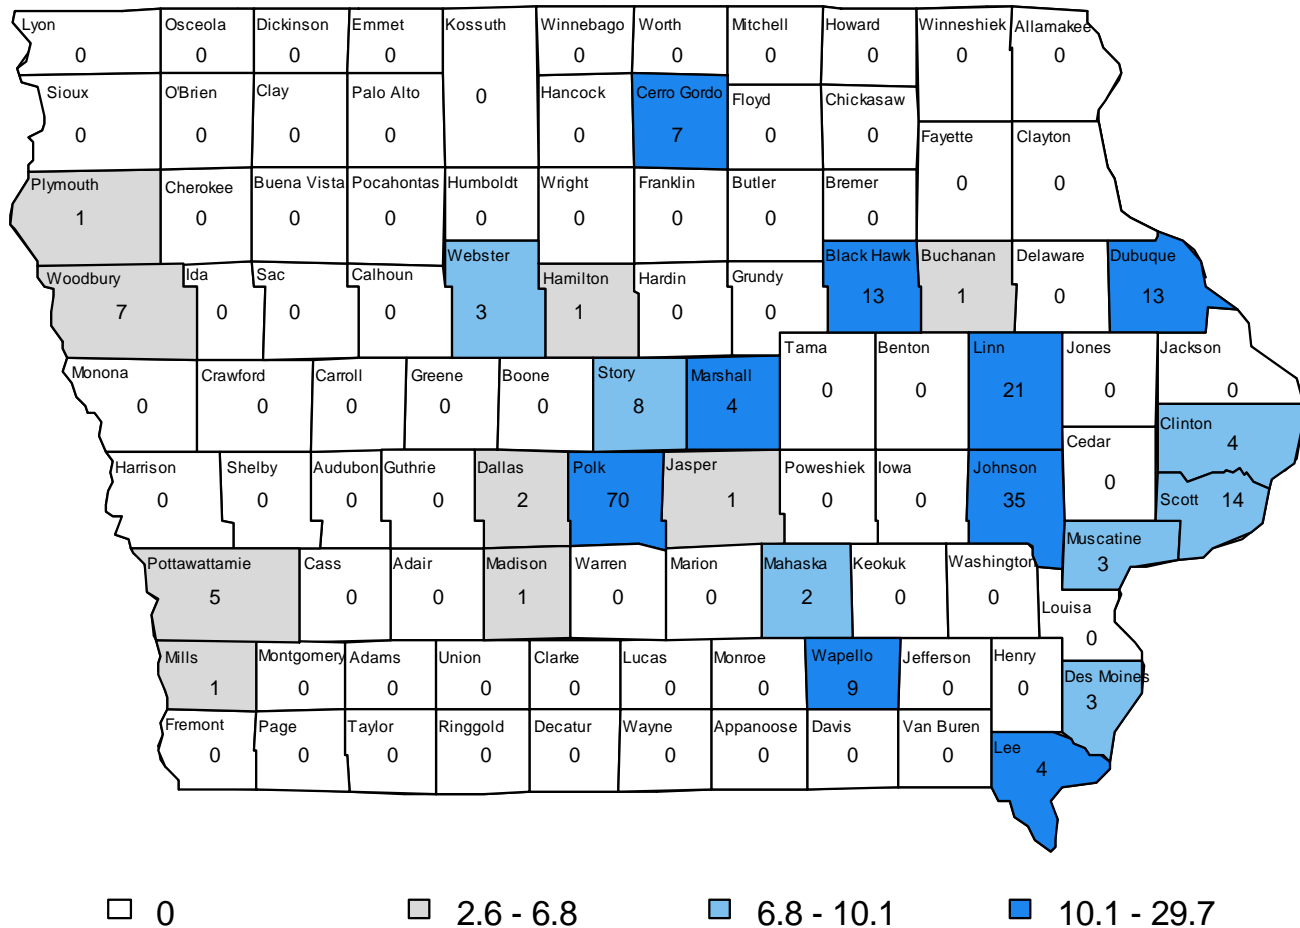 Lyon Osceola Dickinson Emmet Kossuth Winnebago Worth Mitchell Howard Winneshiek Allamakee
0 0 0 0 0 0 0 0 0 0
Sioux O'Brien Clay Palo Alto 0 Hancock Cerro Gordo Floyd Chickasaw
0 0 0 0 0 7 0 0 Fayette Clayton
Plymouth Cherokee Buena Vista Pocahontas Humboldt Wright Franklin Butler Bremer 0 0
1 0 0 0 0 0 0 0 0
Woodbury Ida Sac Calhoun Webster Hamilton Hardin Grundy Black Hawk Buchanan Delaware Dubuque
7 0 0 0 3 1 0 0 13 1 0 13
Monona Crawford Carroll Greene Boone Story Marshall Tama Benton Linn Jones Jackson
0 0 0 0 0 8 4 0 0 21 0 0
Clinton
4
Harrison Shelby Audubon Guthrie Dallas Polk Jasper Poweshiek Iowa Johnson Cedar
0 0 0 0 2 70 1 0 0 35 0 Scott 14
Pottawattamie Cass Adair Madison Warren Marion Mahaska Keokuk Washington Muscatine
5 0 0 1 0 0 2 0 0 3
Louisa
0
Mills Montgomery Adams Union Clarke Lucas Monroe Wapello Jefferson Henry Des Moines
1 0 0 0 0 0 0 9 0 0 3
Fremont Page Taylor Ringgold Decatur Wayne Appanoose Davis Van Buren Lee
0 0 0 0 0 0 0 0 0 4
0 2.6 - 6.8 6.8 - 10.1 10.1 - 29.7